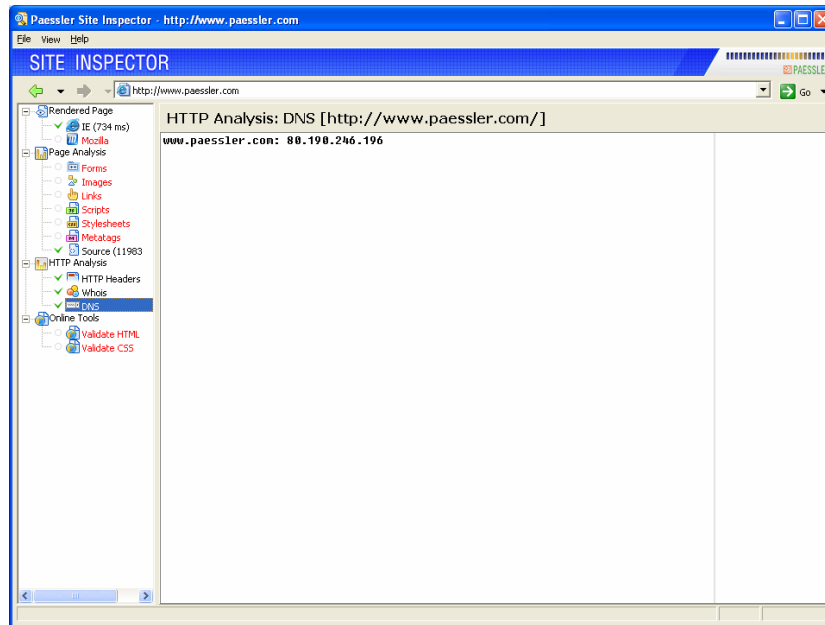 Paessler Site Inspector - http://www.paessler.com
File View Help
SITE INSPECTOR
PAESSLE
http://www.paessler.com
Go
Rendered Page
IE (734 ms)
Mozilla
Page Analysis
Forms
Images
Links
Scripts
Stylesheets
Metatags
Source (11983
HTTP Analysis
HTTP Headers
Whois
DNS
Online Tools
Validate HTML
Validate CSS
HTTP Analysis: DNS [http://www.paessler.com/]
www.paessler.com: 80.190.246.196